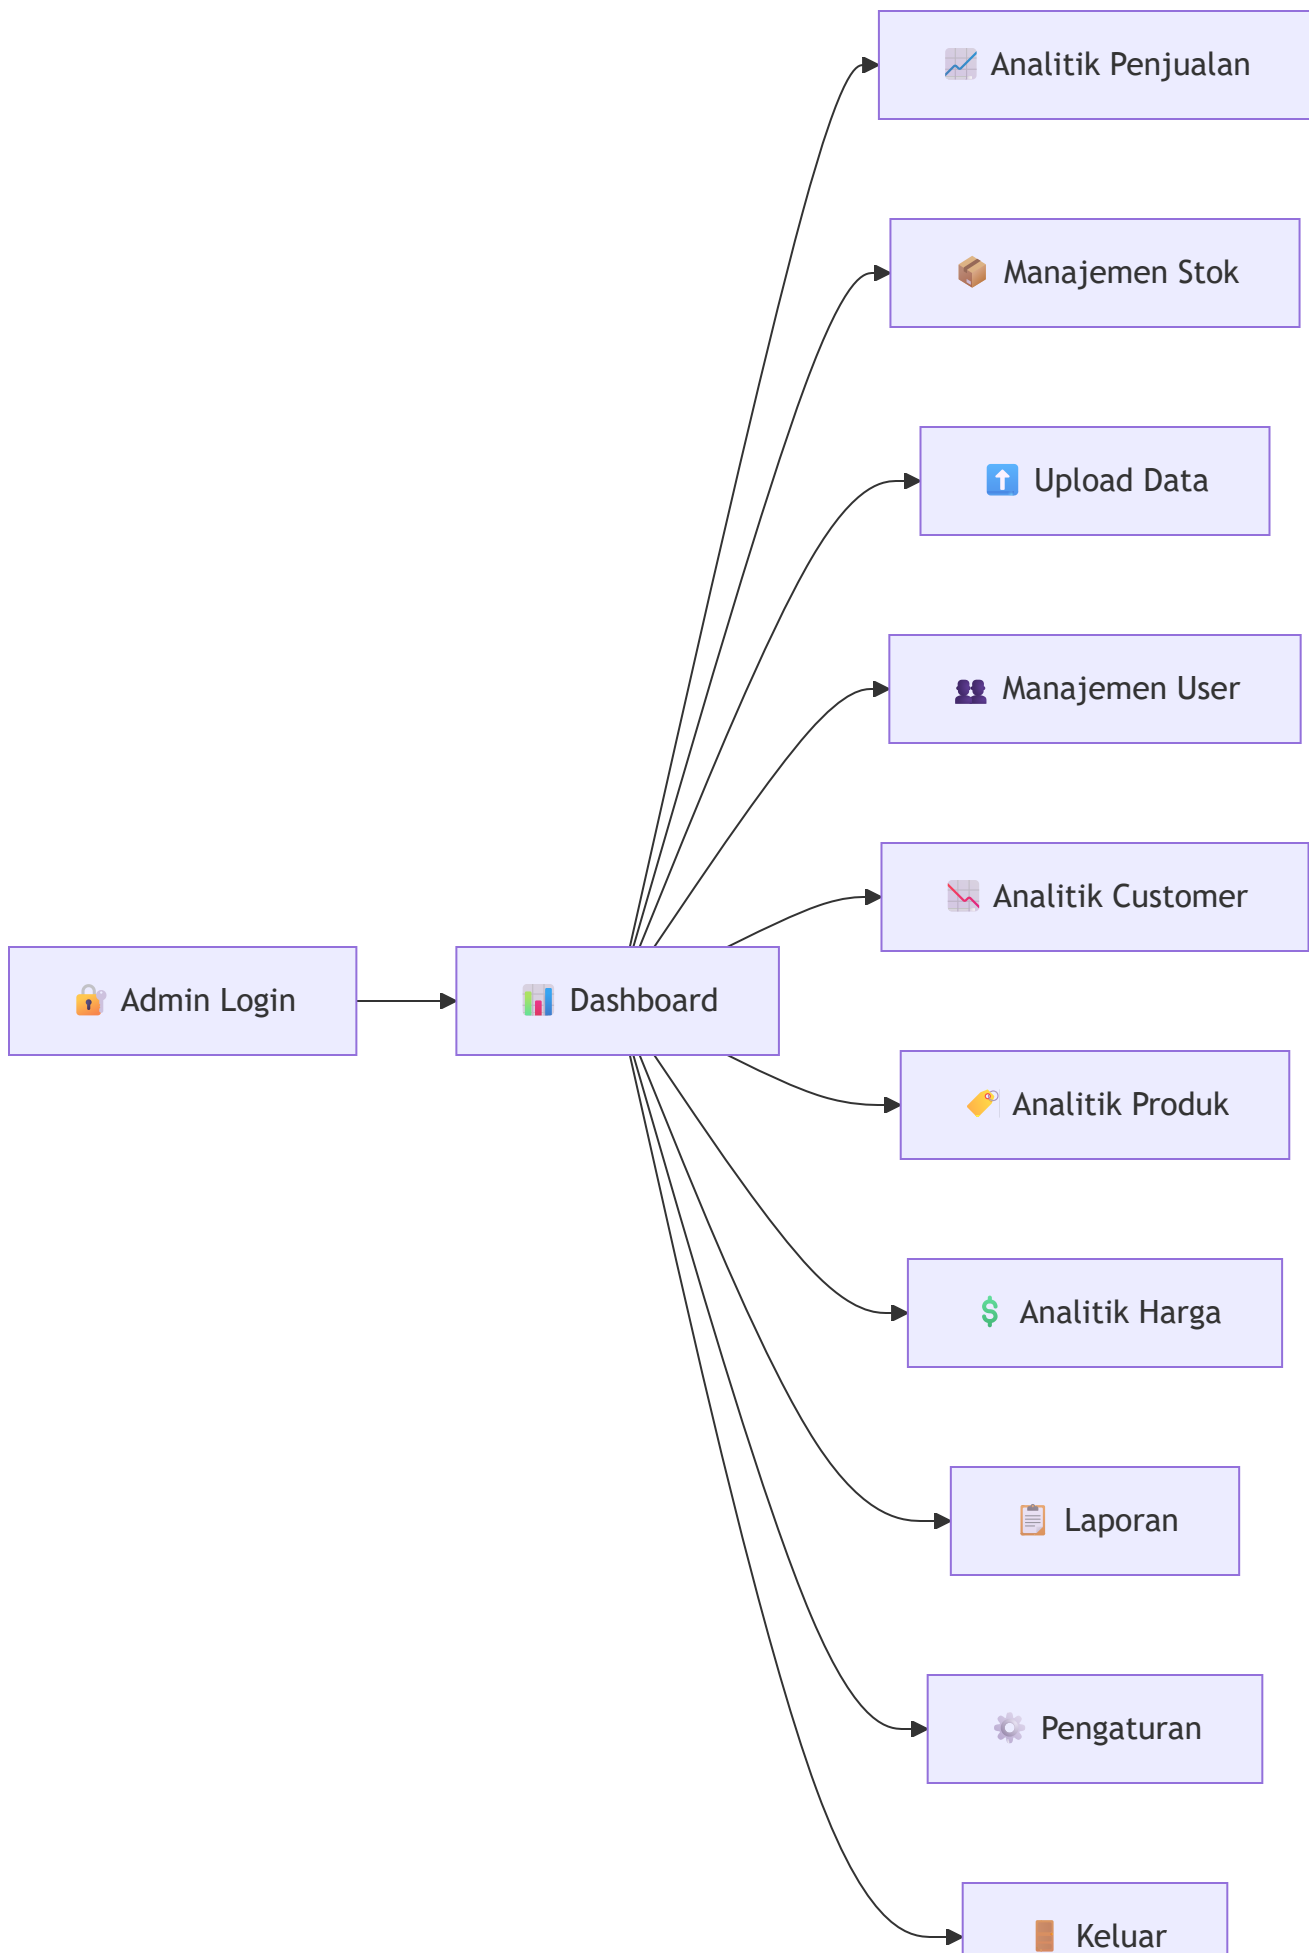 Analitik Penjualan
Manajemen Stok
Upload Data
Manajemen User
Analitik Customer
Admin Login
Dashboard
Analitik Produk
Analitik Harga
Laporan
Pengaturan
Keluar